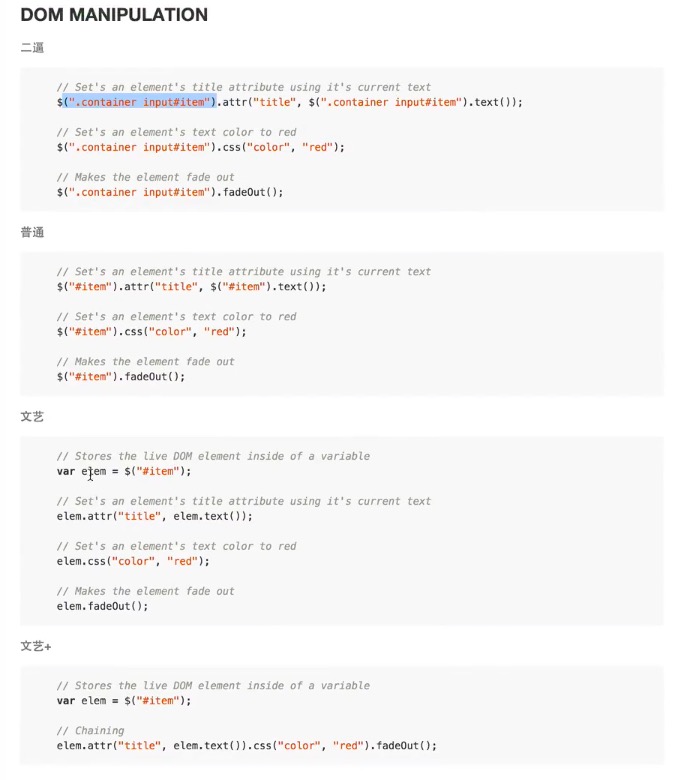 DOM MANIPULATION
二逼
// Set's an element's title attribute using it's current text
$(".container input#item").attr("title", $(".container input#item").text());
// Set's an element's text color to red
$(".container input#item").css("color", "red");
// Makes the element fade out
$(".container input#item").fadeOut();
普通
// Set's an element's title attribute using it's current text
$("#item").attr("title", $("#item").text());
// Set's an element's text color to red
$("#item").css("color", "red");
// Makes the element fade out
$("#item").fadeOut();
文艺
// Stores the live DOM element inside of a variable
var elem = $("#item");
// Set's an element's title attribute using it's current text
elem.attr("title", elem.text());
// Set's an element's text color to red
elem.css("color", "red");
// Makes the element fade out
elem.fadeOut();
文艺+
// Stores the live DOM element inside of a variable
var elem = $("#item");
// Chaining
elem.attr("title", elem.text()).css("color", "red").fadeOut();